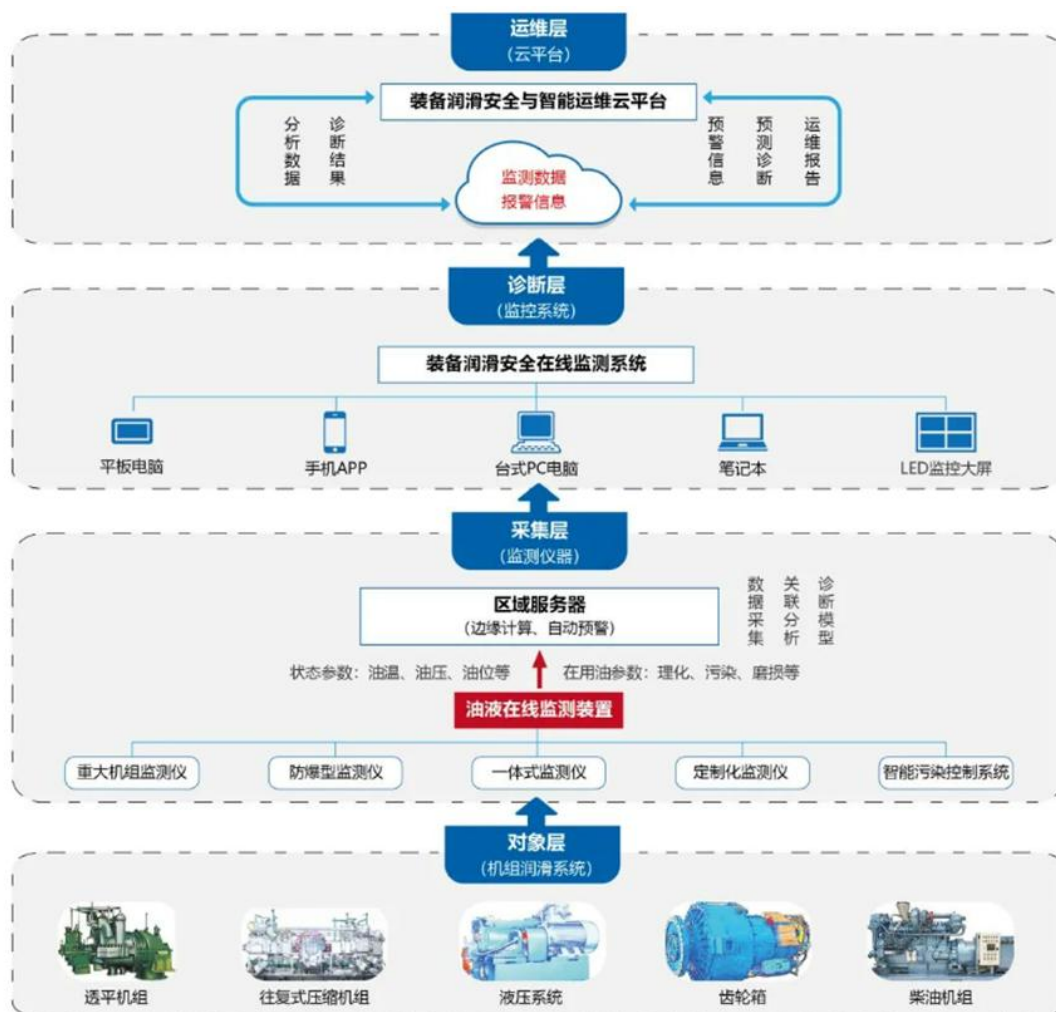 运维层
(云平台)
装备润滑安全与智能运维云平台
分析数据
诊断结果
监测数据
报警信息
预警信息
预测诊断
运维报告
诊断层
(监控系统)
装备润滑安全在线监测系统
平板电脑
手机APP
台式PC电脑
笔记本
LED监控大屏
采集层
(监测仪器)
区域服务器
(边缘计算、自动预警)
数据采集
关联分析
诊断模型
状态参数：油温、油压、油位等
在用油参数：理化、污染、磨损等
油液在线监测装置
重大机组监测仪
防爆型监测仪
一体式监测仪
定制化监测仪
智能污染控制系统
对象层
(机组润滑系统)
透平机组
往复式压缩机组
液压系统
齿轮箱
柴油机组